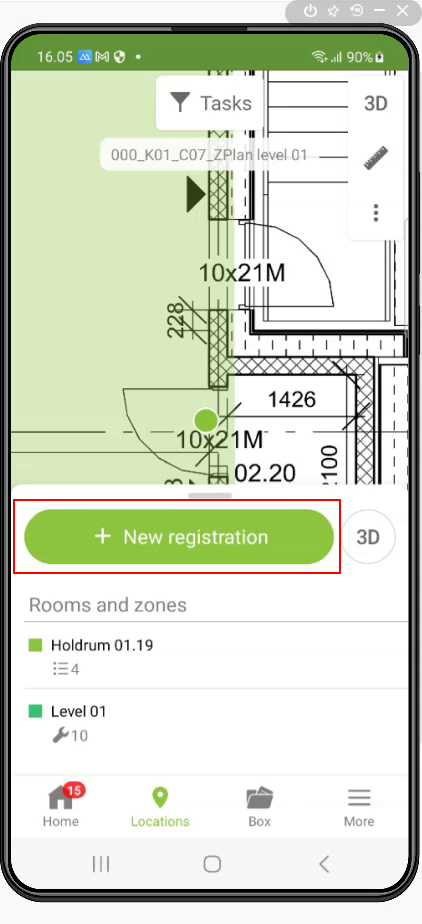 16.05
90%
Tasks
3D
000_K01_C07_ZPlan level 01
10x21M
228
1426
10x21M
02.20
2100
+ New registration
3D
Rooms and zones
Holdrum 01.19
4
Level 01
10
15
Home
Locations
Box
More